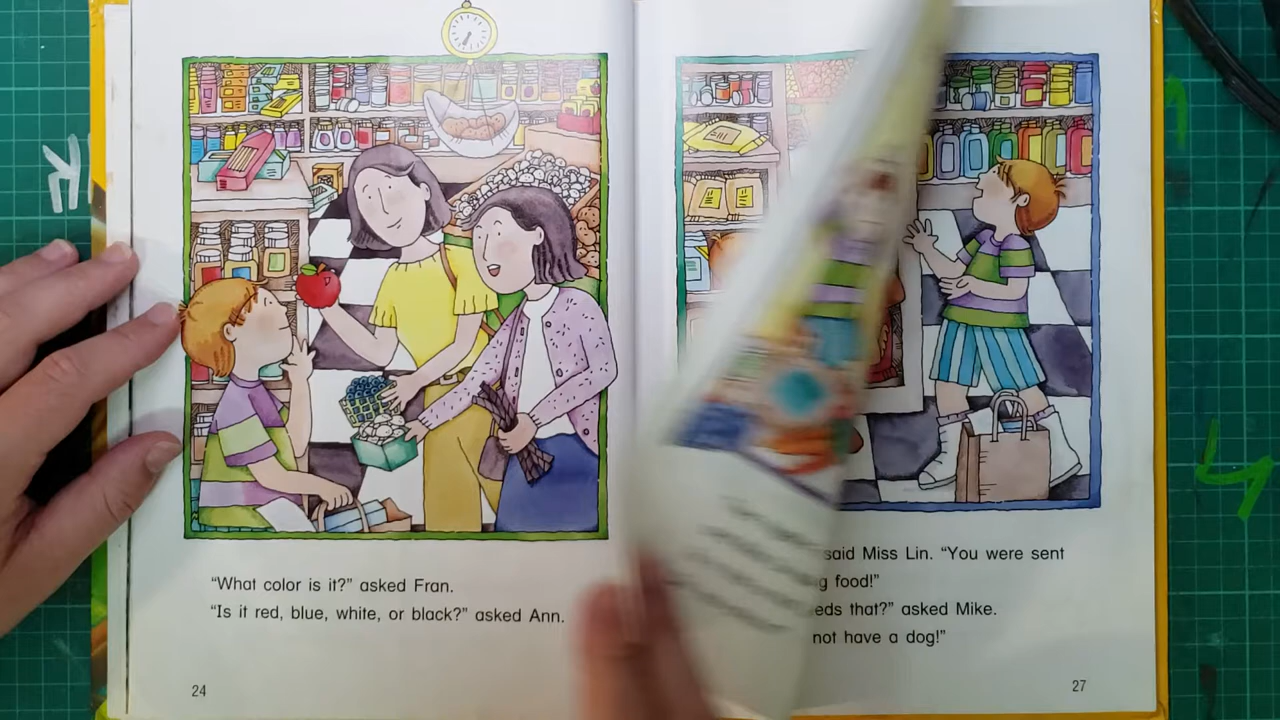 “What color is it?” asked Fran.
“Is it red, blue, white, or black?” asked Ann.
24
said Miss Lin. “You were sent
food!”
that?” asked Mike.
not have a dog!”
27